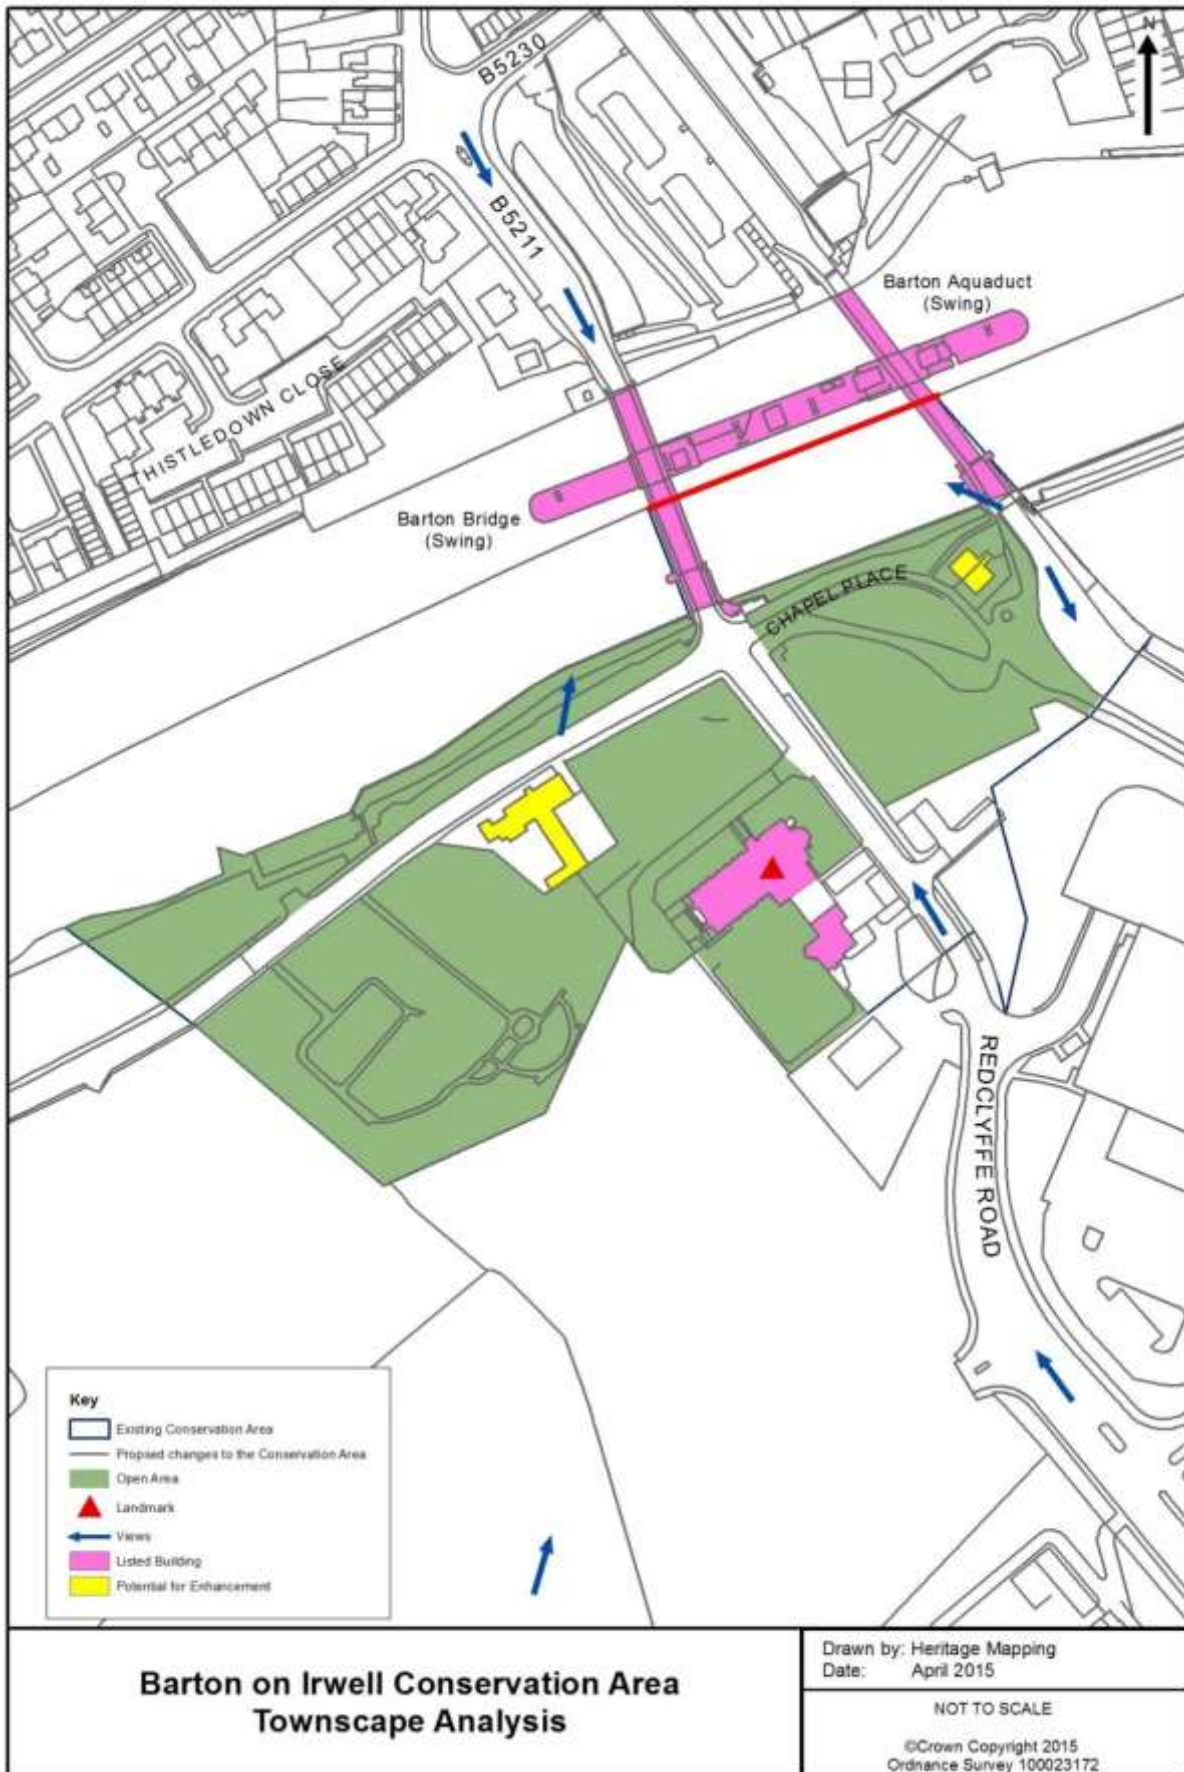 N
B5230
B5211
Barton Aquaduct
(Swing)
THISTLEDOWN CLOSE
Barton Bridge
(Swing)
CHAPEL PLACE
REDCLYFFE ROAD
Key
Existing Conservation Area
Propsed changes to the Conservation Area
Open Area
Landmark
Views
Listed Building
Potential for Enhancement
Barton on Irwell Conservation Area
Townscape Analysis
Drawn by: Heritage Mapping
Date: April 2015
NOT TO SCALE
©Crown Copyright 2015
Ordnance Survey 100023172